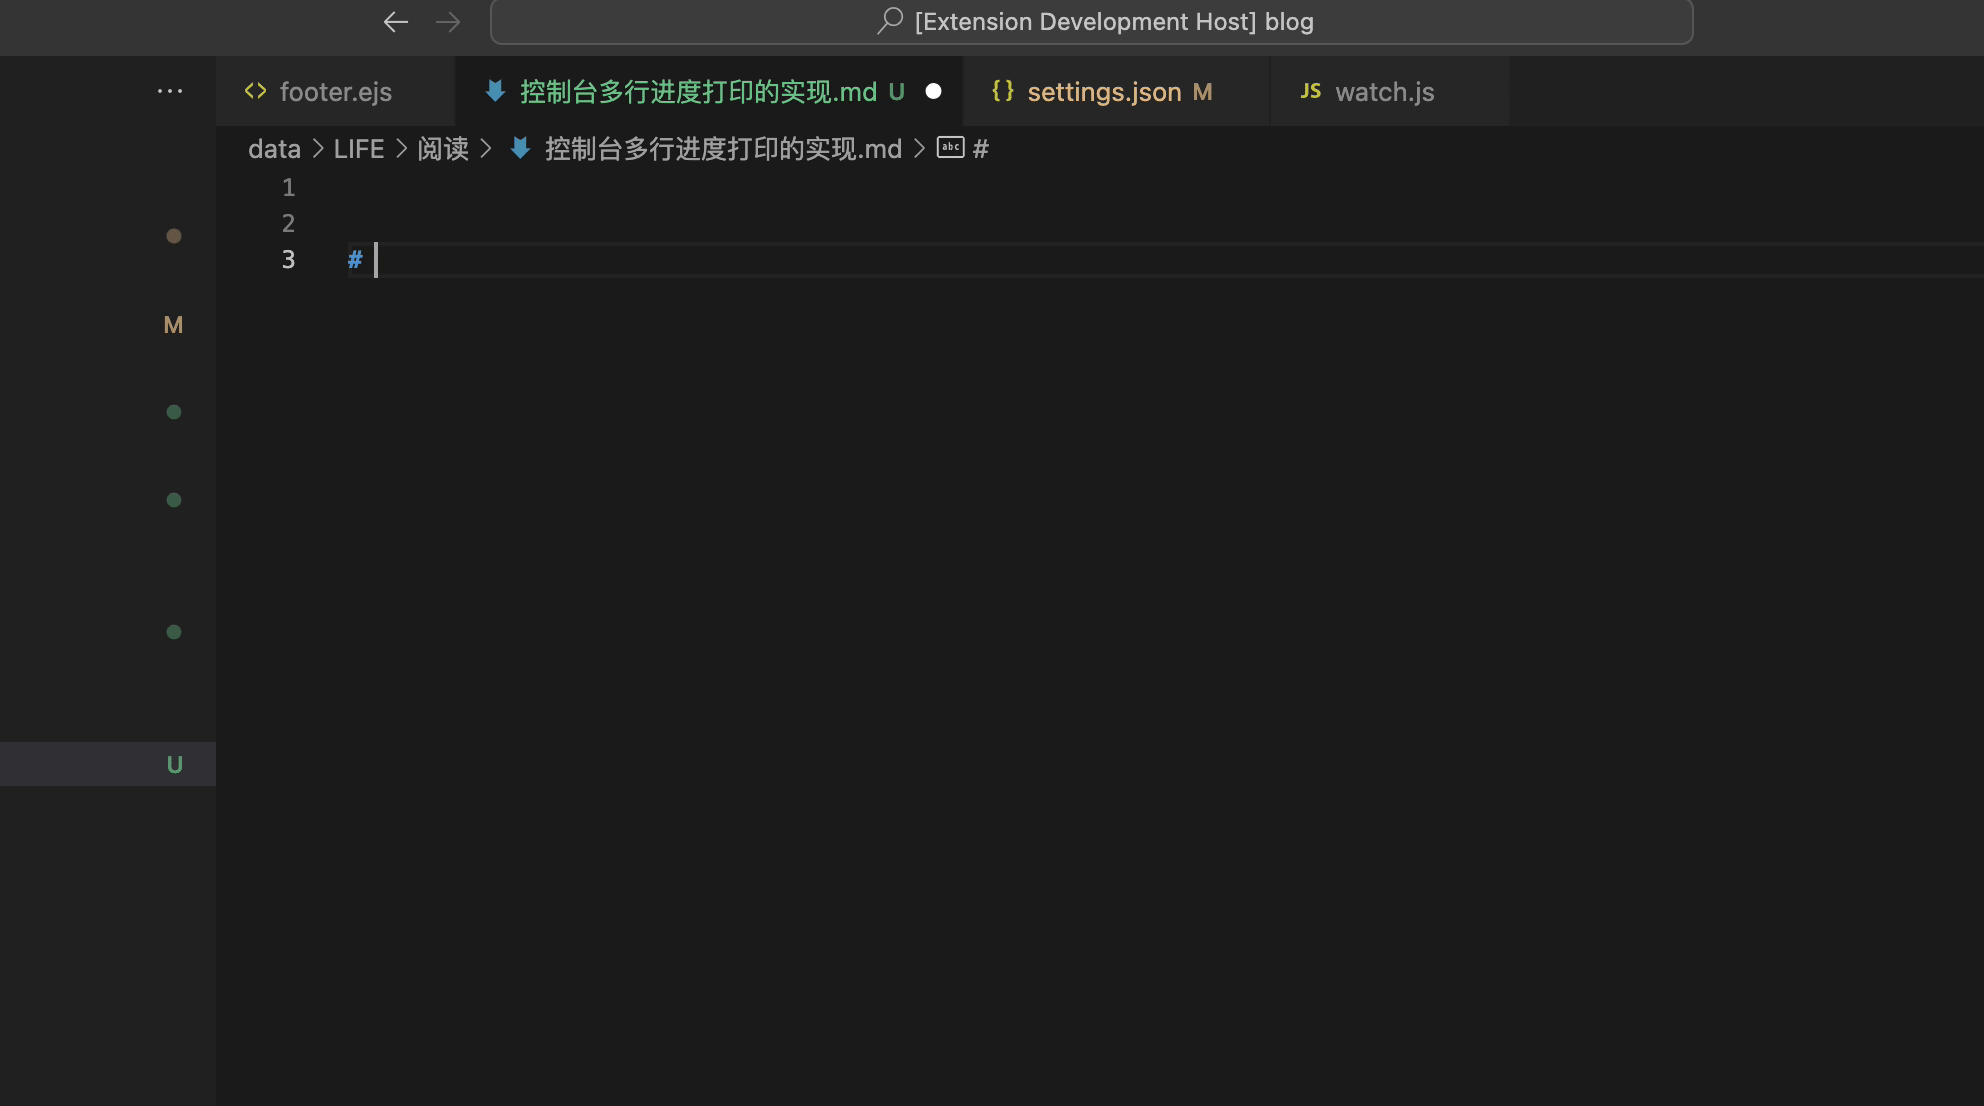 [Extension Development Host] blog
footer.ejs
控制台多行进度打印的实现.md U
{} settings.json M
JS watch.js
data > LIFE > 阅读 > 控制台多行进度打印的实现.md > abc #
1
2
3 #
M
U